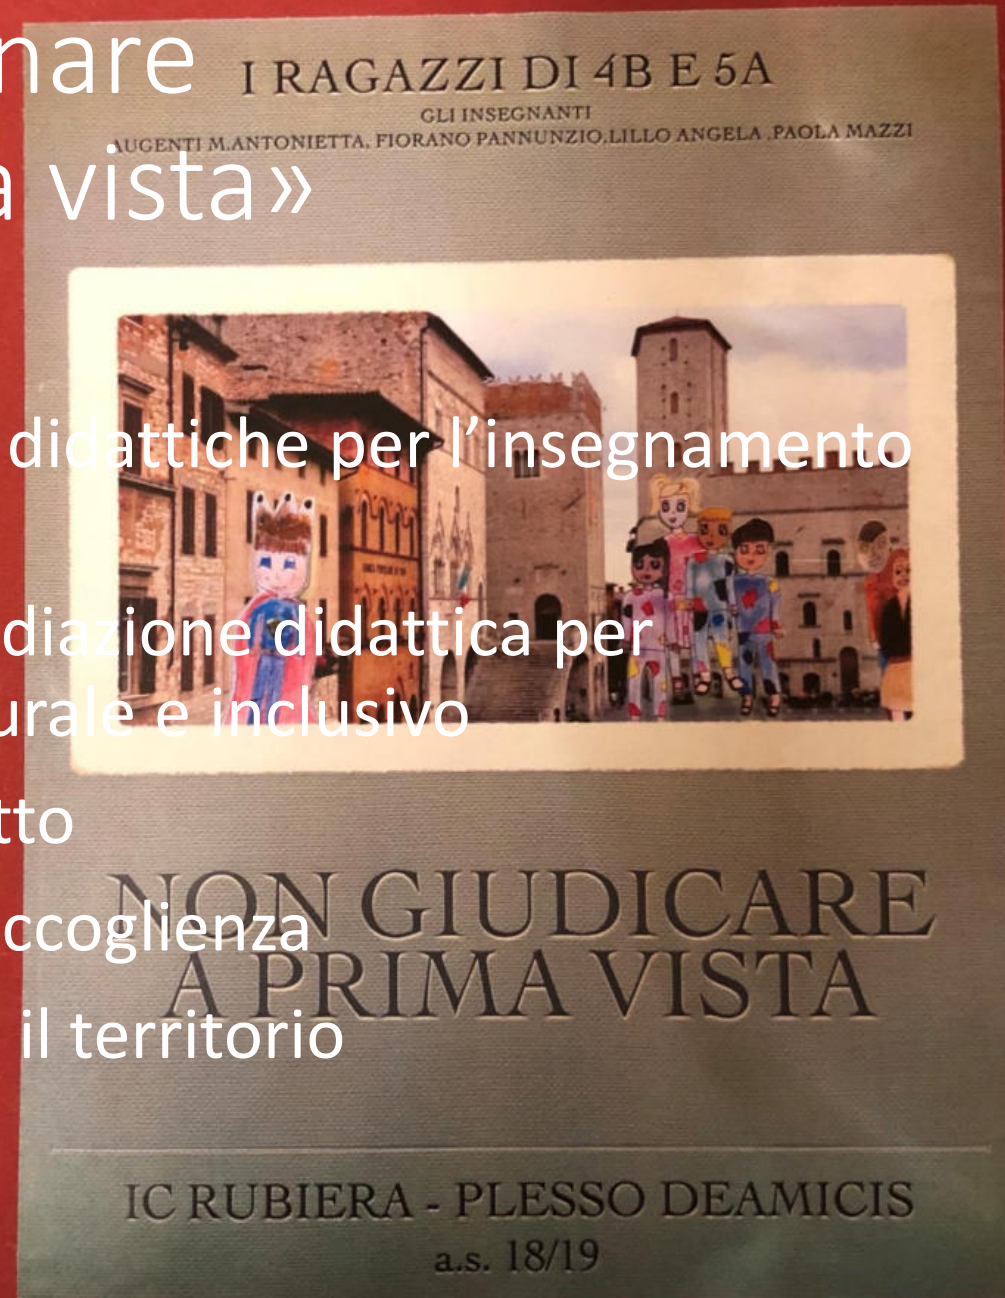 nare
I RAGAZZI DI 4B E 5A
GLI INSEGNANTI
AUGENTI M.ANTONIETTA, FIORANO PANNUNZIO,LILLO ANGELA ,PAOLA MAZZI
a vista»
didattiche per l’insegnamento
diazione didattica per
urale e inclusivo
tto
NON GIUDICARE
ccoglienza
A PRIMA VISTA
il territorio
IC RUBIERA - PLESSO DEAMICIS
a.s. 18/19